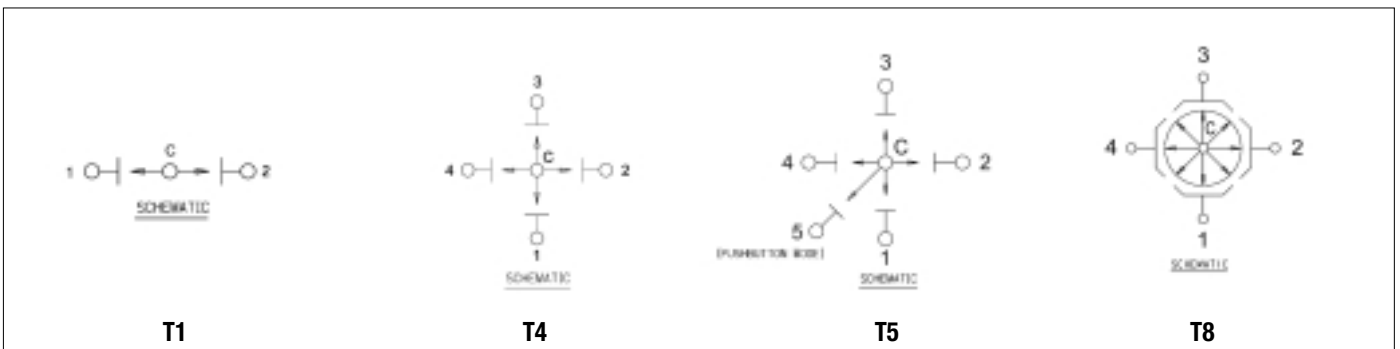 1 C 2
SCHEMATIC
T1
3
4 C 2
1
SCHEMATIC
T4
3
4 C 2
5
(PUSHBUTTON MODE)
1
SCHEMATIC
T5
3
4 C 2
1
SCHEMATIC
T8